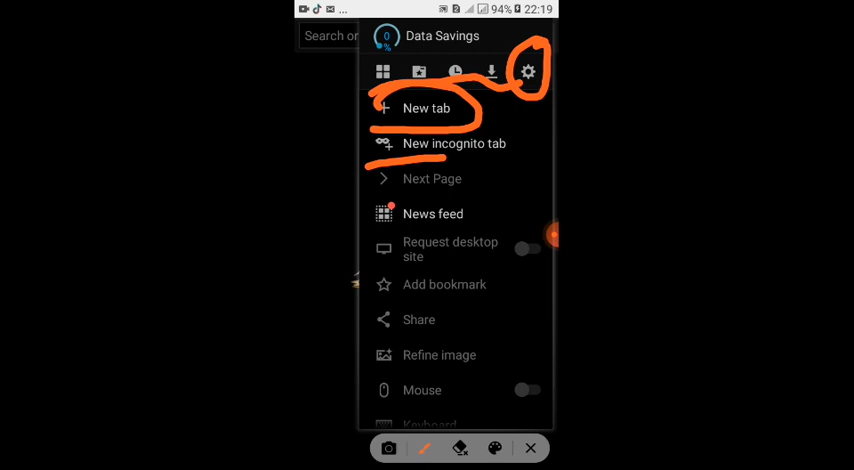 94% 22:19
Search or
0
%
Data Savings
New tab
New incognito tab
Next Page
News feed
Request desktop
site
Add bookmark
Share
Refine image
Mouse
Keyboard